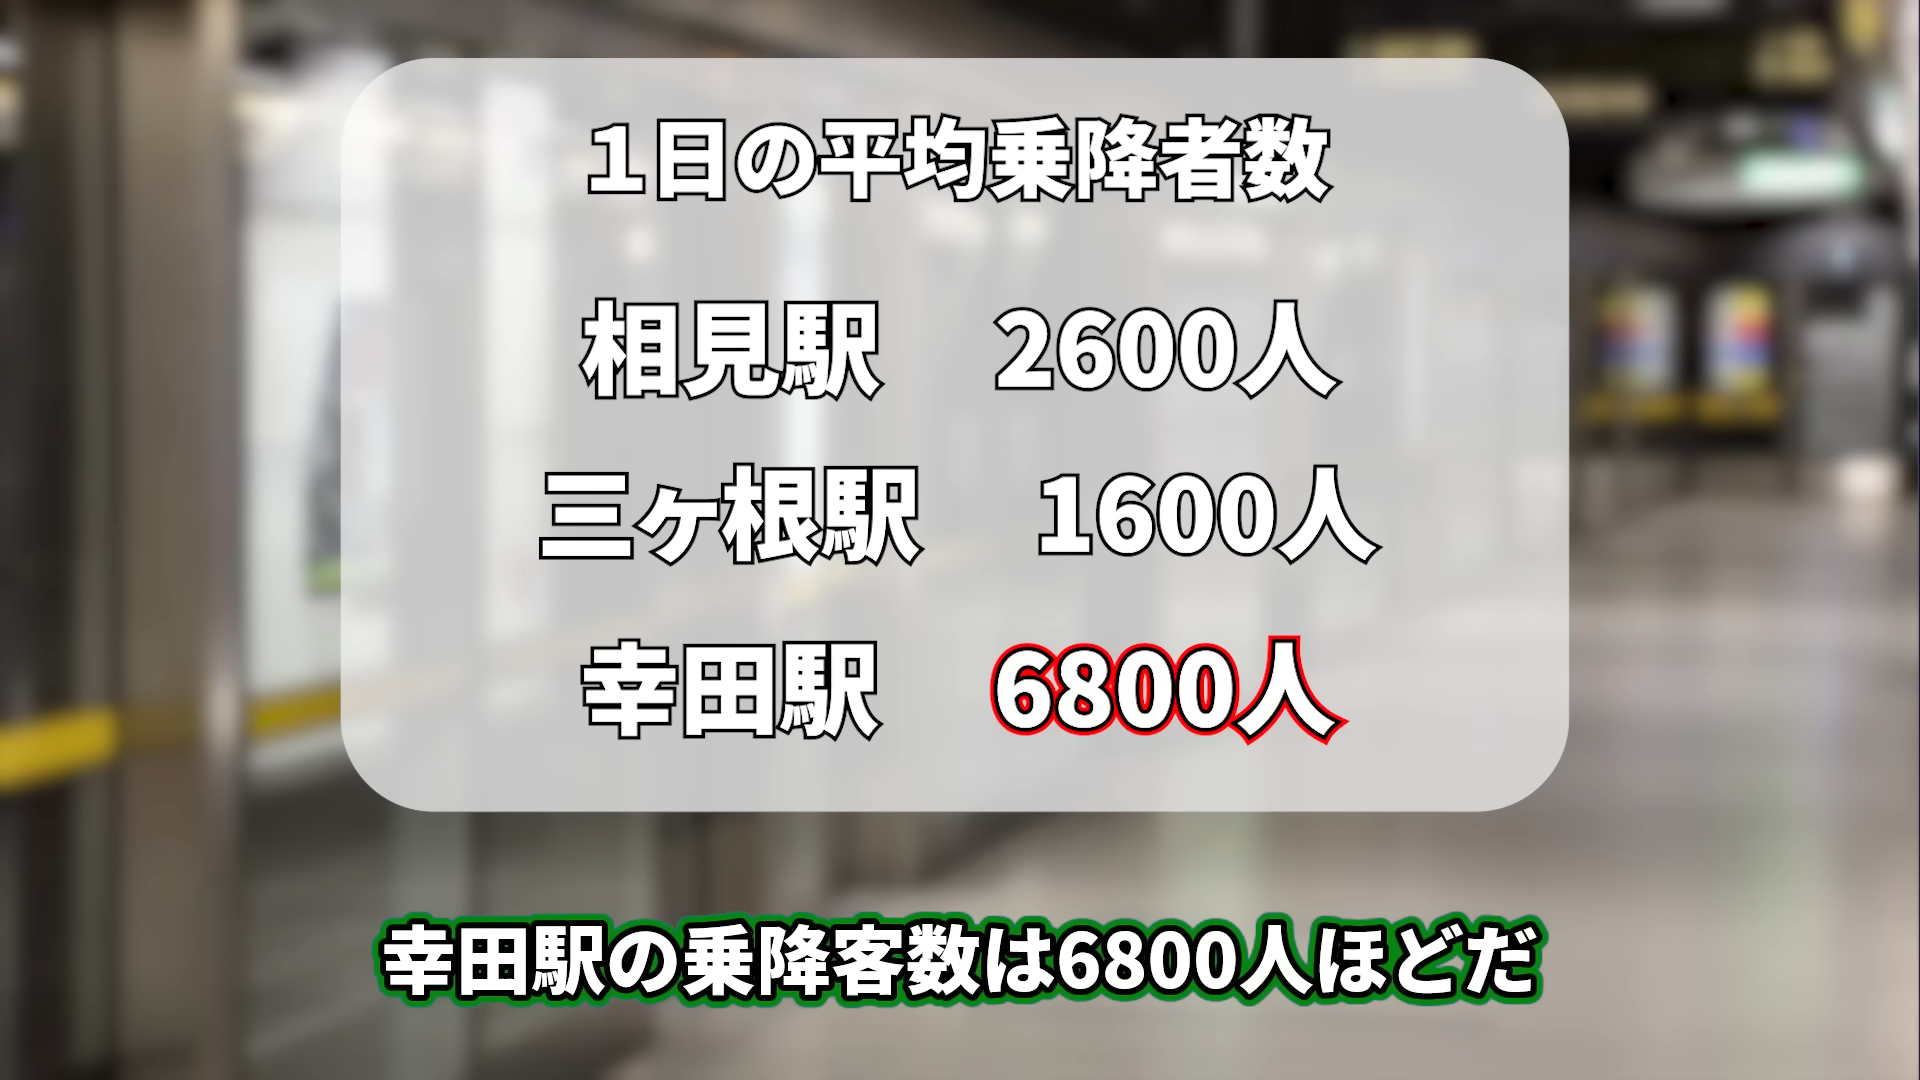 1日の平均乗降者数
相見駅 2600人
三ヶ根駅 1600人
幸田駅 6800人
幸田駅の乗降客数は6800人ほどだ